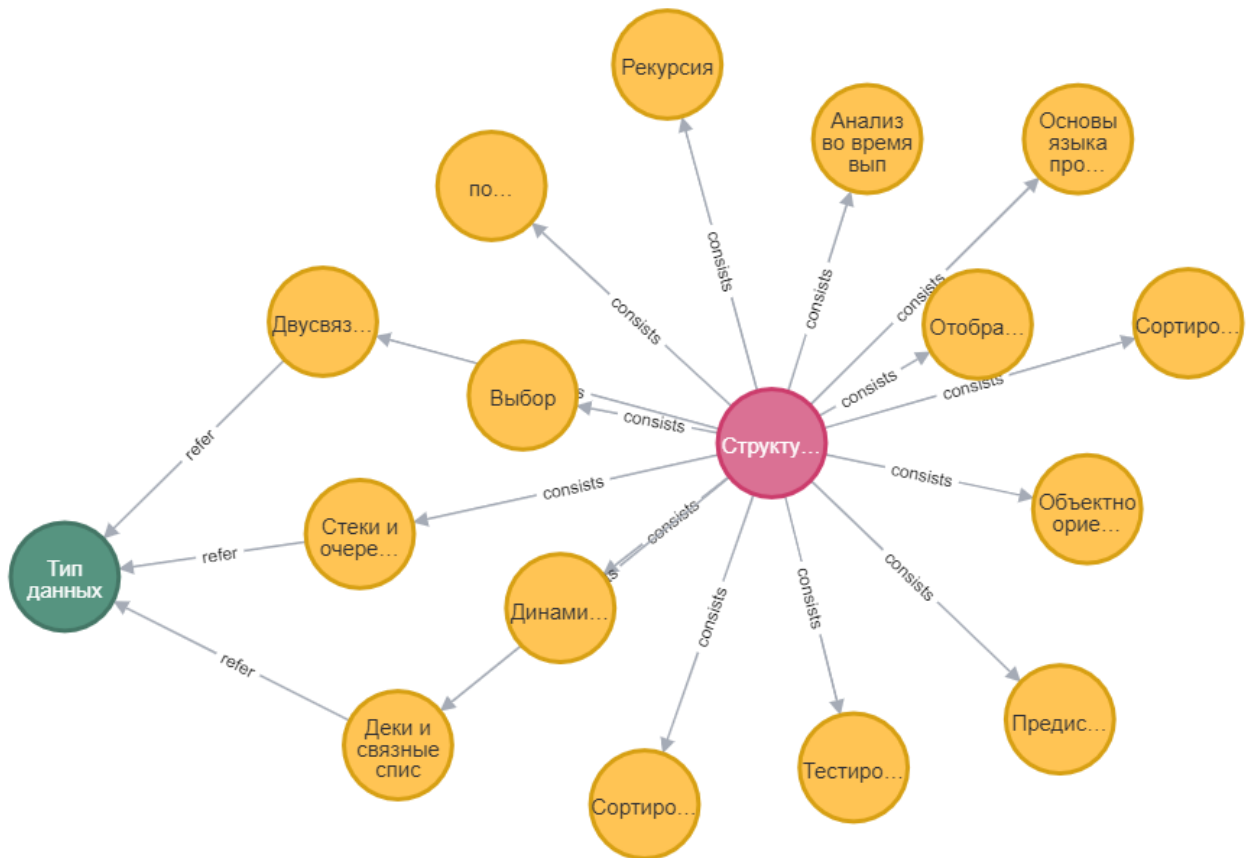 Рекурсия
Анализ
во время
вып
Основы
языка
про…
по…
consists
consists
consists
consists
Двусвяз…
Отобра…
Сортиро…
Выбор
s
consists
consists
consists
Структу…
refer
consists
consists
Объектно
орие…
Стеки и
очере…
consists
refer
Тип
данных
consists
ts
consists
consists
Динами…
refer
Деки и
связные
спис
Предис…
Тестиро…
Сортиро…